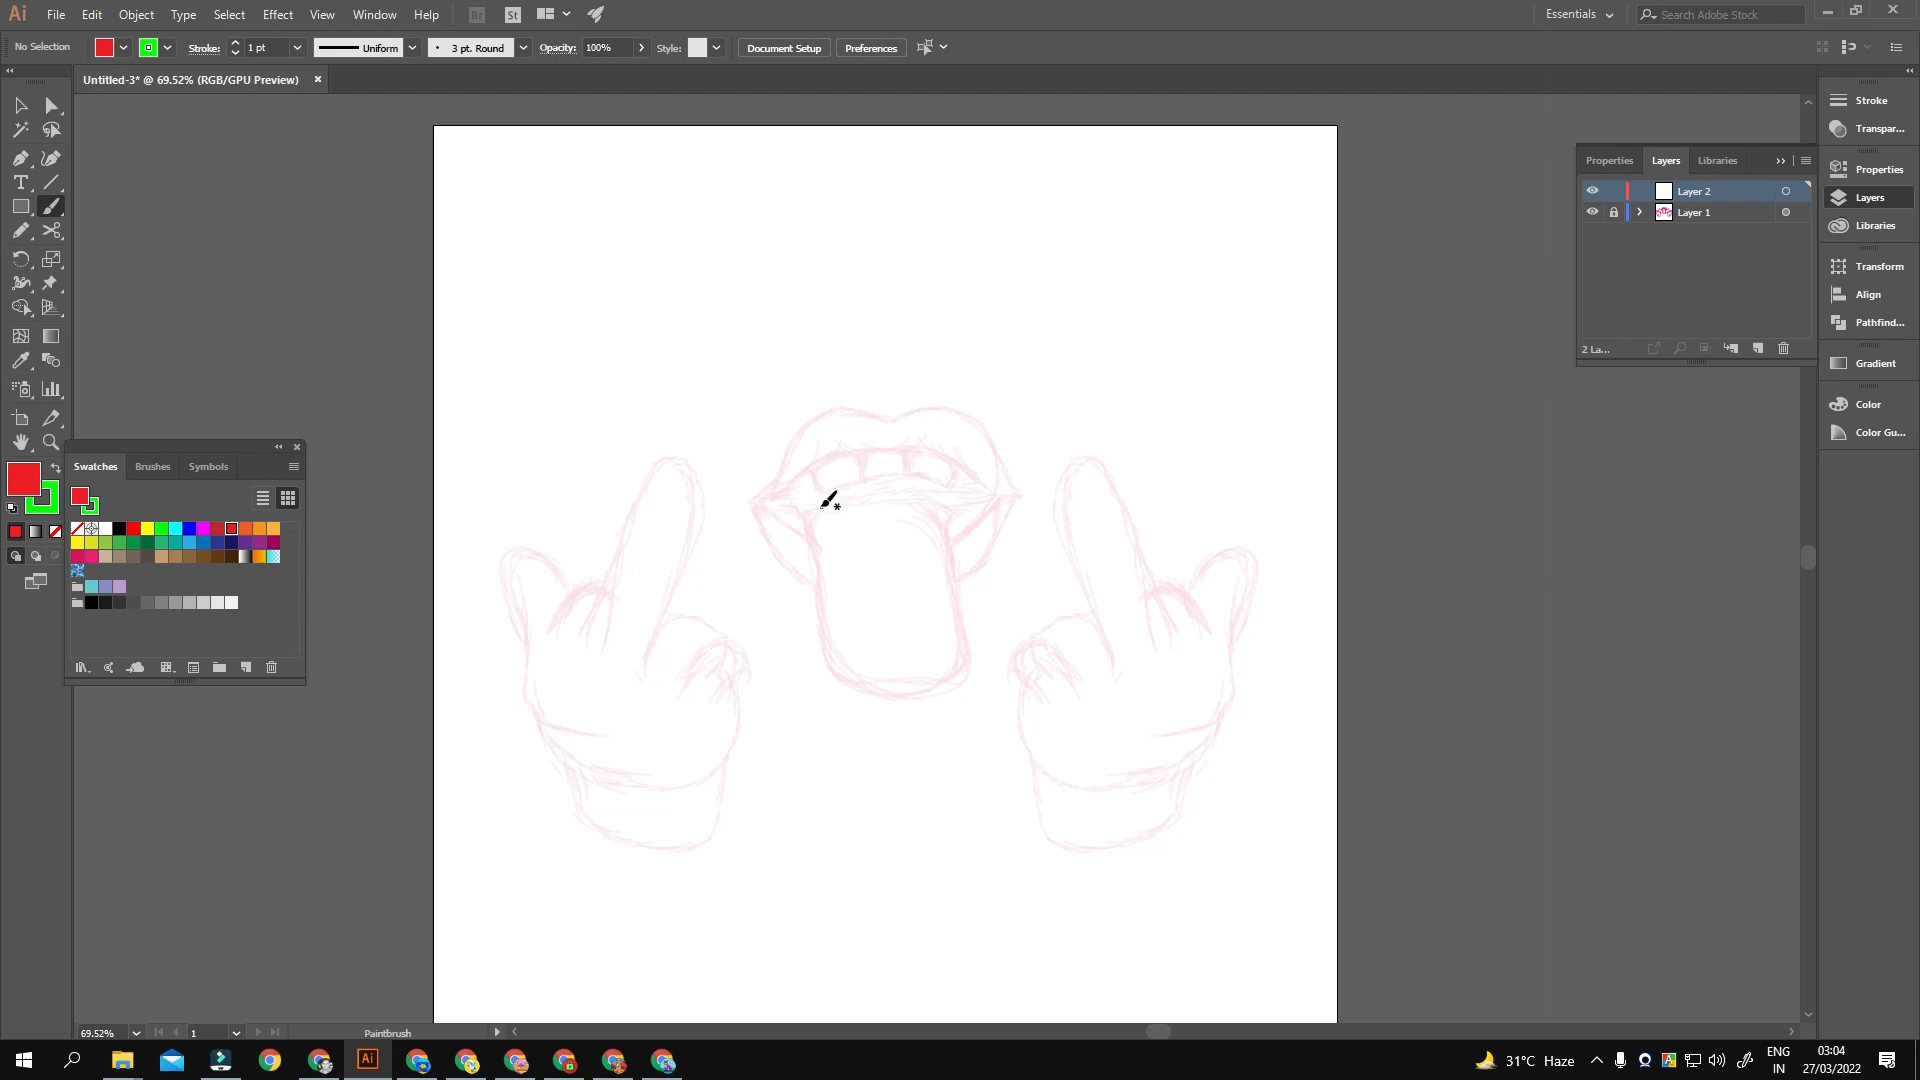 Ai File Edit Object Type Select Effect View Window Help Br St Essentials Search Adobe Stock
No Selection Stroke: 1 pt Uniform 3 pt. Round Opacity: 100% Style: Document Setup Preferences
Untitled-3* @ 69.52% (RGB/GPU Preview)
Stroke
Transpar...
Properties Layers Libraries
Properties
Layer 2
Layers
Layer 1
Libraries
Transform
Align
Pathfind...
2 La...
Gradient
Color
Color Gu...
Swatches Brushes Symbols
69.52% 1 Paintbrush
Ai 31°C Haze ENG IN 03:04 27/03/2022